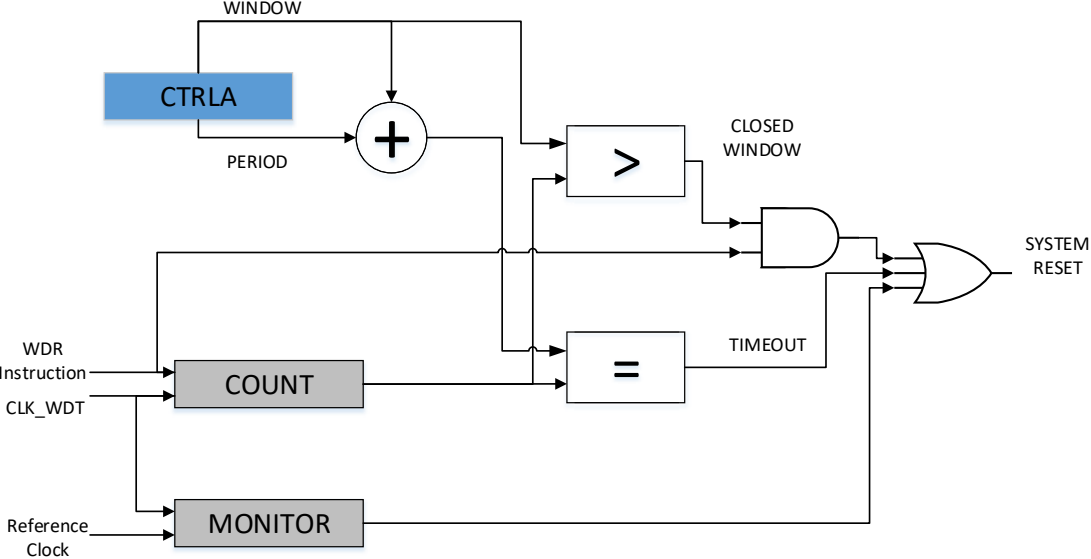 WINDOW
CTRLA
+
PERIOD
>
CLOSED
WINDOW
SYSTEM
RESET
WDR
Instruction
COUNT
=
TIMEOUT
CLK_WDT
MONITOR
Reference
Clock